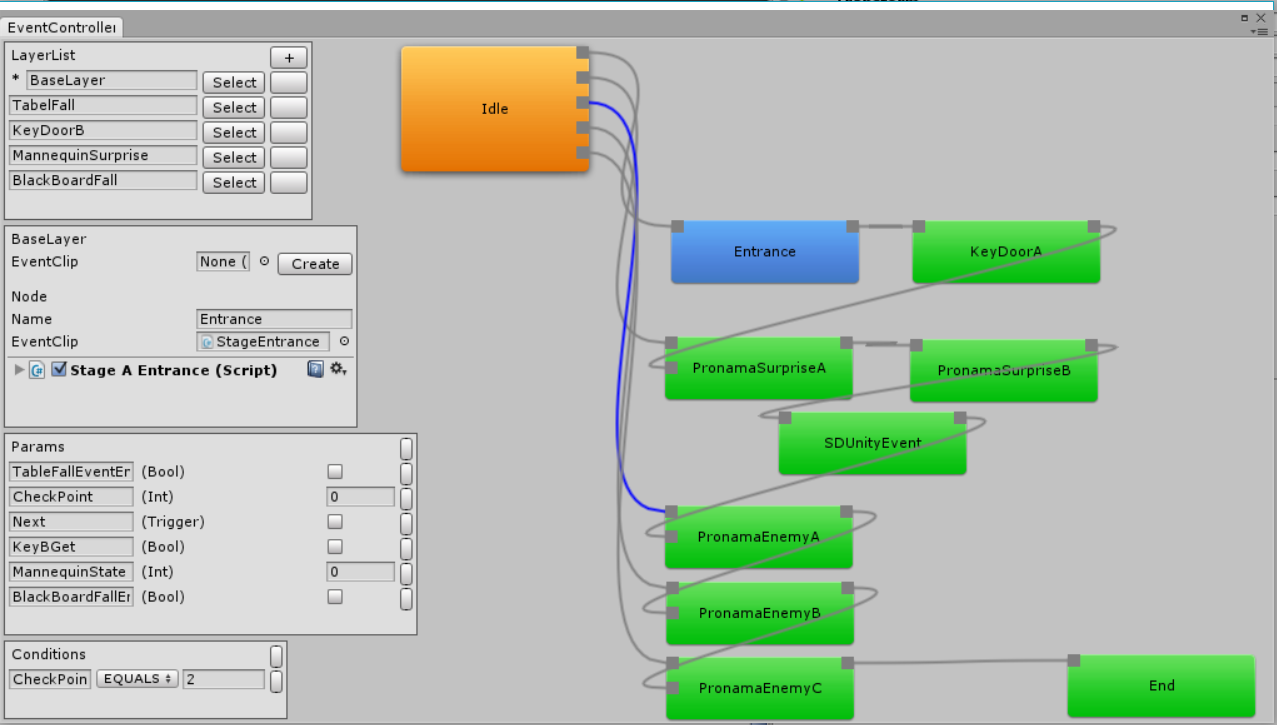 EventController
LayerList +
* BaseLayer Select
TabelFall Select
KeyDoorB Select
MannequinSurprise Select
BlackBoardFall Select
BaseLayer
EventClip None ( Create
Node
Name Entrance
EventClip StageEntrance
Stage A Entrance (Script)
Params
TableFallEventEr (Bool)
CheckPoint (Int) 0
Next (Trigger)
KeyBGet (Bool)
MannequinState (Int) 0
BlackBoardFallEr (Bool)
Conditions
CheckPoin EQUALS 2
Idle
Entrance
KeyDoorA
PronamaSurpriseA
PronamaSurpriseB
SDUnityEvent
PronamaEnemyA
PronamaEnemyB
PronamaEnemyC
End